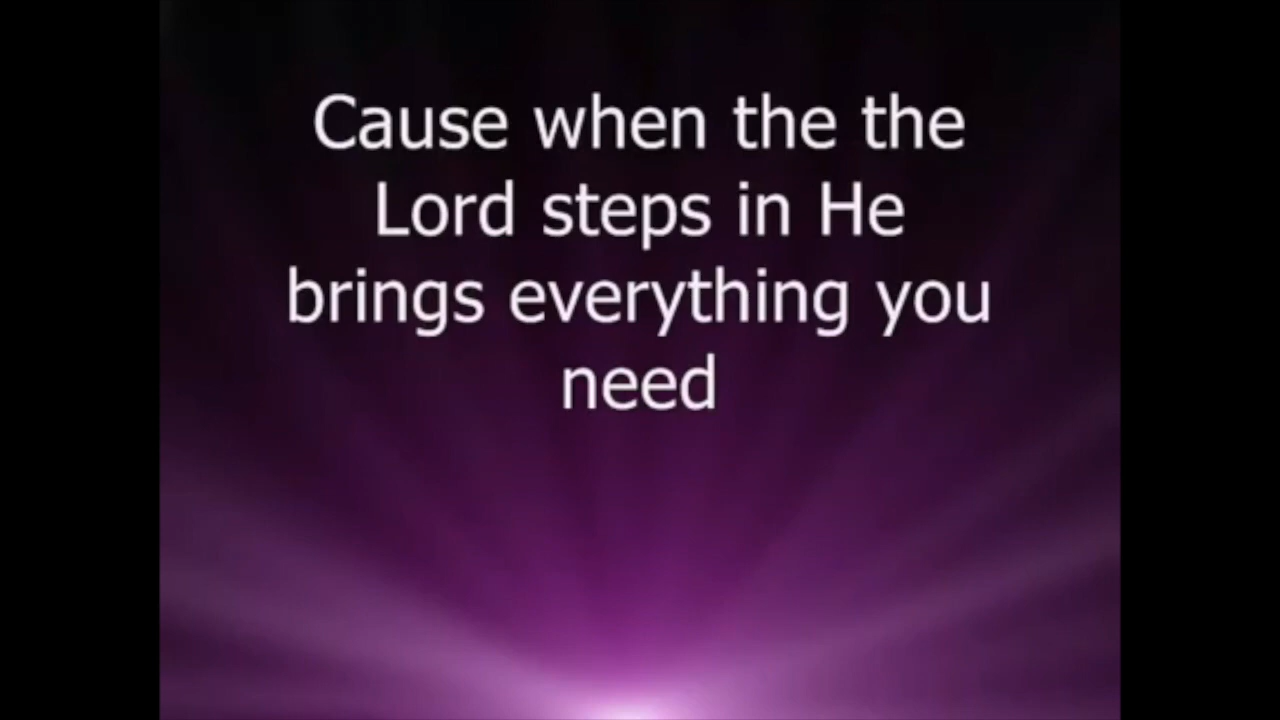 Cause when the the
Lord steps in He
brings everything you
need